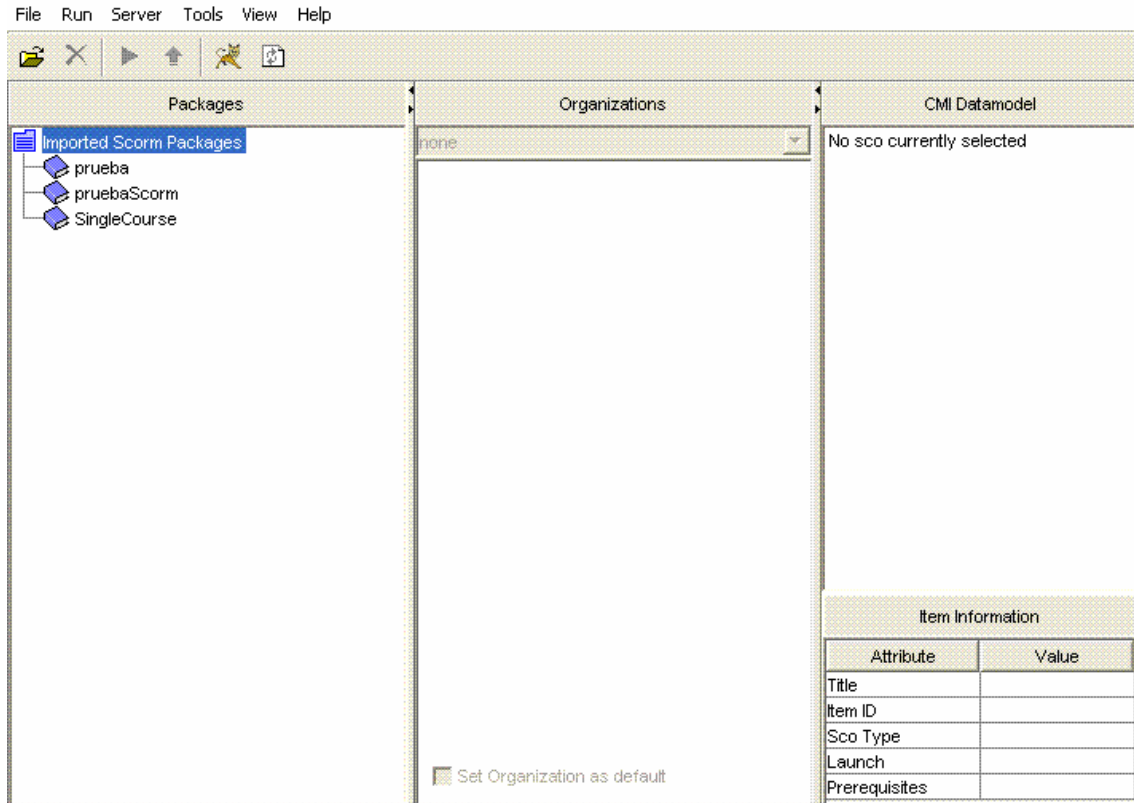 File Run Server Tools View Help
Packages
Organizations
CMI Datamodel
Imported Scorm Packages
prueba
pruebaScorm
SingleCourse
none
Set Organization as default
No sco currently selected
Item Information
Attribute Value
Title
Item ID
Sco Type
Launch
Prerequisites